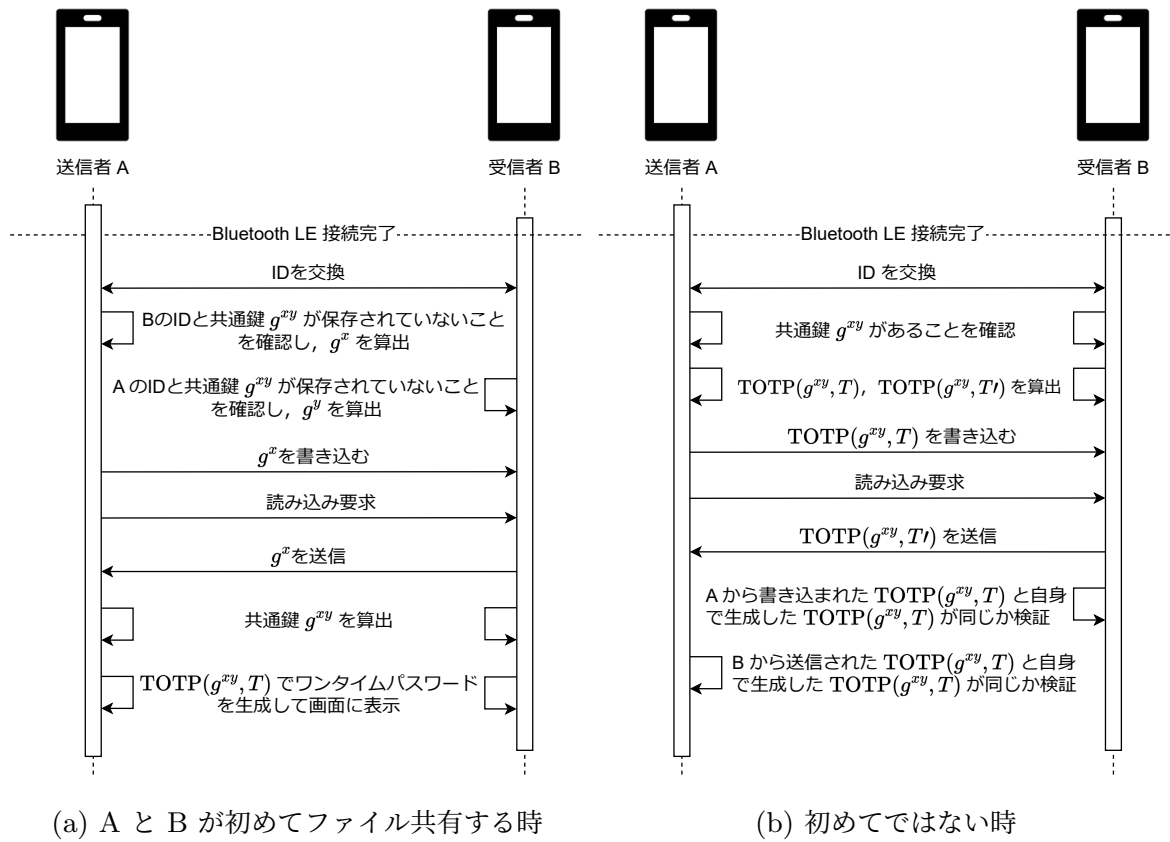 送信者 A
受信者 B
Bluetooth LE 接続完了
IDを交換
BのIDと共通鍵 g^{xy} が保存されていないこと
を確認し，g^x を算出
A のIDと共通鍵 g^{xy} が保存されていないこと
を確認し，g^y を算出
g^xを書き込む
読み込み要求
g^xを送信
共通鍵 g^{xy} を算出
TOTP(g^{xy}, T) でワンタイムパスワード
を生成して画面に表示
(a) A と B が初めてファイル共有する時
送信者 A
受信者 B
Bluetooth LE 接続完了
ID を交換
共通鍵 g^{xy} があることを確認
TOTP(g^{xy}, T)，TOTP(g^{xy}, T′) を算出
TOTP(g^{xy}, T) を書き込む
読み込み要求
TOTP(g^{xy}, T′) を送信
A から書き込まれた TOTP(g^{xy}, T) と自身
で生成した TOTP(g^{xy}, T) が同じか検証
B から送信された TOTP(g^{xy}, T) と自身
で生成した TOTP(g^{xy}, T) が同じか検証
(b) 初めてではない時